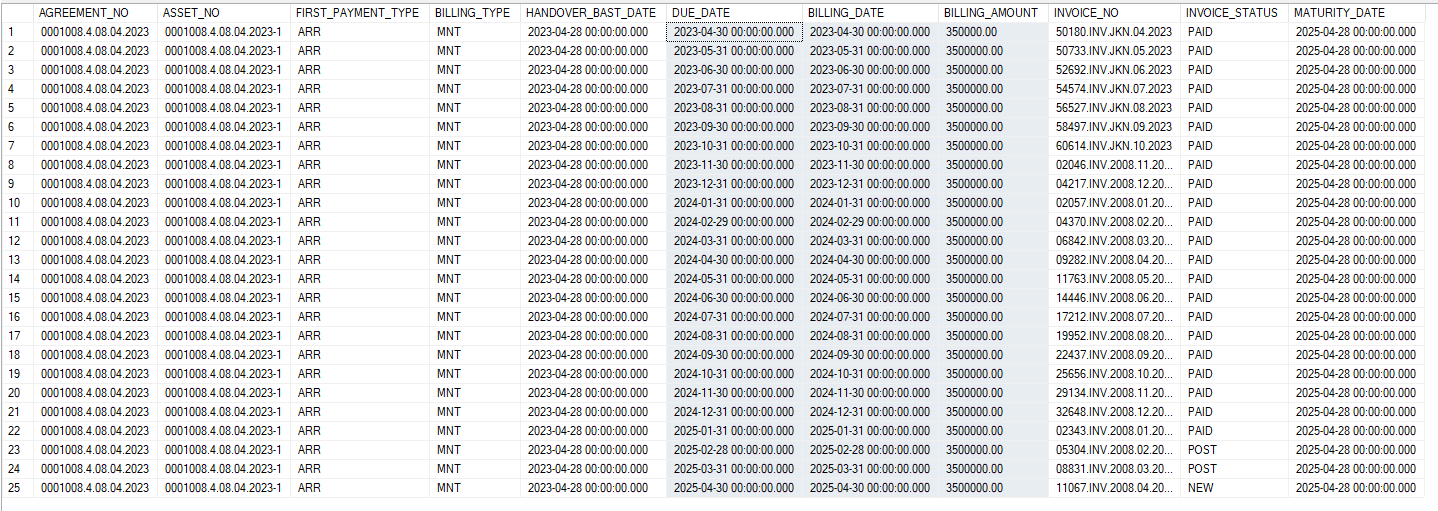 AGREEMENT_NO ASSET_NO FIRST_PAYMENT_TYPE BILLING_TYPE HANDOVER_BAST_DATE DUE_DATE BILLING_DATE BILLING_AMOUNT INVOICE_NO INVOICE_STATUS MATURITY_DATE
1 0001008.4.08.04.2023 0001008.4.08.04.2023-1 ARR MNT 2023-04-28 00:00:00.000 2023-04-30 00:00:00.000 2023-04-30 00:00:00.000 350000.00 50180.INV.JKN.04.2023 PAID 2025-04-28 00:00:00.000
2 0001008.4.08.04.2023 0001008.4.08.04.2023-1 ARR MNT 2023-04-28 00:00:00.000 2023-05-31 00:00:00.000 2023-05-31 00:00:00.000 3500000.00 50733.INV.JKN.05.2023 PAID 2025-04-28 00:00:00.000
3 0001008.4.08.04.2023 0001008.4.08.04.2023-1 ARR MNT 2023-04-28 00:00:00.000 2023-06-30 00:00:00.000 2023-06-30 00:00:00.000 3500000.00 52692.INV.JKN.06.2023 PAID 2025-04-28 00:00:00.000
4 0001008.4.08.04.2023 0001008.4.08.04.2023-1 ARR MNT 2023-04-28 00:00:00.000 2023-07-31 00:00:00.000 2023-07-31 00:00:00.000 3500000.00 54574.INV.JKN.07.2023 PAID 2025-04-28 00:00:00.000
5 0001008.4.08.04.2023 0001008.4.08.04.2023-1 ARR MNT 2023-04-28 00:00:00.000 2023-08-31 00:00:00.000 2023-08-31 00:00:00.000 3500000.00 56527.INV.JKN.08.2023 PAID 2025-04-28 00:00:00.000
6 0001008.4.08.04.2023 0001008.4.08.04.2023-1 ARR MNT 2023-04-28 00:00:00.000 2023-09-30 00:00:00.000 2023-09-30 00:00:00.000 3500000.00 58497.INV.JKN.09.2023 PAID 2025-04-28 00:00:00.000
7 0001008.4.08.04.2023 0001008.4.08.04.2023-1 ARR MNT 2023-04-28 00:00:00.000 2023-10-31 00:00:00.000 2023-10-31 00:00:00.000 3500000.00 60614.INV.JKN.10.2023 PAID 2025-04-28 00:00:00.000
8 0001008.4.08.04.2023 0001008.4.08.04.2023-1 ARR MNT 2023-04-28 00:00:00.000 2023-11-30 00:00:00.000 2023-11-30 00:00:00.000 3500000.00 02046.INV.2008.11.20... PAID 2025-04-28 00:00:00.000
9 0001008.4.08.04.2023 0001008.4.08.04.2023-1 ARR MNT 2023-04-28 00:00:00.000 2023-12-31 00:00:00.000 2023-12-31 00:00:00.000 3500000.00 04217.INV.2008.12.20... PAID 2025-04-28 00:00:00.000
10 0001008.4.08.04.2023 0001008.4.08.04.2023-1 ARR MNT 2023-04-28 00:00:00.000 2024-01-31 00:00:00.000 2024-01-31 00:00:00.000 3500000.00 02057.INV.2008.01.20... PAID 2025-04-28 00:00:00.000
11 0001008.4.08.04.2023 0001008.4.08.04.2023-1 ARR MNT 2023-04-28 00:00:00.000 2024-02-29 00:00:00.000 2024-02-29 00:00:00.000 3500000.00 04370.INV.2008.02.20... PAID 2025-04-28 00:00:00.000
12 0001008.4.08.04.2023 0001008.4.08.04.2023-1 ARR MNT 2023-04-28 00:00:00.000 2024-03-31 00:00:00.000 2024-03-31 00:00:00.000 3500000.00 06842.INV.2008.03.20... PAID 2025-04-28 00:00:00.000
13 0001008.4.08.04.2023 0001008.4.08.04.2023-1 ARR MNT 2023-04-28 00:00:00.000 2024-04-30 00:00:00.000 2024-04-30 00:00:00.000 3500000.00 09282.INV.2008.04.20... PAID 2025-04-28 00:00:00.000
14 0001008.4.08.04.2023 0001008.4.08.04.2023-1 ARR MNT 2023-04-28 00:00:00.000 2024-05-31 00:00:00.000 2024-05-31 00:00:00.000 3500000.00 11763.INV.2008.05.20... PAID 2025-04-28 00:00:00.000
15 0001008.4.08.04.2023 0001008.4.08.04.2023-1 ARR MNT 2023-04-28 00:00:00.000 2024-06-30 00:00:00.000 2024-06-30 00:00:00.000 3500000.00 14446.INV.2008.06.20... PAID 2025-04-28 00:00:00.000
16 0001008.4.08.04.2023 0001008.4.08.04.2023-1 ARR MNT 2023-04-28 00:00:00.000 2024-07-31 00:00:00.000 2024-07-31 00:00:00.000 3500000.00 17212.INV.2008.07.20... PAID 2025-04-28 00:00:00.000
17 0001008.4.08.04.2023 0001008.4.08.04.2023-1 ARR MNT 2023-04-28 00:00:00.000 2024-08-31 00:00:00.000 2024-08-31 00:00:00.000 3500000.00 19952.INV.2008.08.20... PAID 2025-04-28 00:00:00.000
18 0001008.4.08.04.2023 0001008.4.08.04.2023-1 ARR MNT 2023-04-28 00:00:00.000 2024-09-30 00:00:00.000 2024-09-30 00:00:00.000 3500000.00 22437.INV.2008.09.20... PAID 2025-04-28 00:00:00.000
19 0001008.4.08.04.2023 0001008.4.08.04.2023-1 ARR MNT 2023-04-28 00:00:00.000 2024-10-31 00:00:00.000 2024-10-31 00:00:00.000 3500000.00 25656.INV.2008.10.20... PAID 2025-04-28 00:00:00.000
20 0001008.4.08.04.2023 0001008.4.08.04.2023-1 ARR MNT 2023-04-28 00:00:00.000 2024-11-30 00:00:00.000 2024-11-30 00:00:00.000 3500000.00 29134.INV.2008.11.20... PAID 2025-04-28 00:00:00.000
21 0001008.4.08.04.2023 0001008.4.08.04.2023-1 ARR MNT 2023-04-28 00:00:00.000 2024-12-31 00:00:00.000 2024-12-31 00:00:00.000 3500000.00 32648.INV.2008.12.20... PAID 2025-04-28 00:00:00.000
22 0001008.4.08.04.2023 0001008.4.08.04.2023-1 ARR MNT 2023-04-28 00:00:00.000 2025-01-31 00:00:00.000 2025-01-31 00:00:00.000 3500000.00 02343.INV.2008.01.20... PAID 2025-04-28 00:00:00.000
23 0001008.4.08.04.2023 0001008.4.08.04.2023-1 ARR MNT 2023-04-28 00:00:00.000 2025-02-28 00:00:00.000 2025-02-28 00:00:00.000 3500000.00 05304.INV.2008.02.20... POST 2025-04-28 00:00:00.000
24 0001008.4.08.04.2023 0001008.4.08.04.2023-1 ARR MNT 2023-04-28 00:00:00.000 2025-03-31 00:00:00.000 2025-03-31 00:00:00.000 3500000.00 08831.INV.2008.03.20... POST 2025-04-28 00:00:00.000
25 0001008.4.08.04.2023 0001008.4.08.04.2023-1 ARR MNT 2023-04-28 00:00:00.000 2025-04-30 00:00:00.000 2025-04-30 00:00:00.000 3500000.00 11067.INV.2008.04.20... NEW 2025-04-28 00:00:00.000